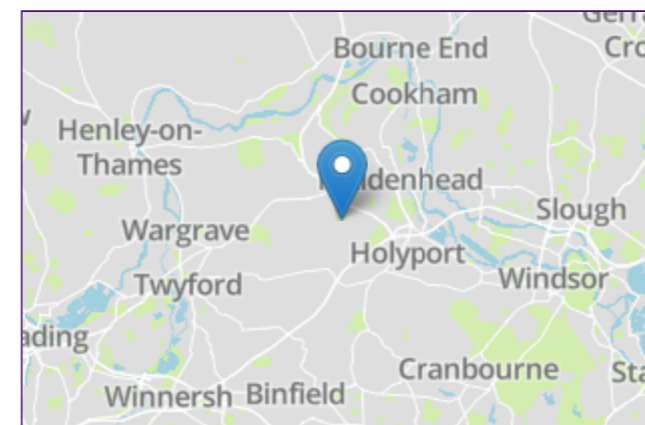 Bourne End
Cookham
Henley-on-
Thames
Slough
Wargrave
Holyport
Windsor
Twyford
Cranbourne
Winnersh
Binfield